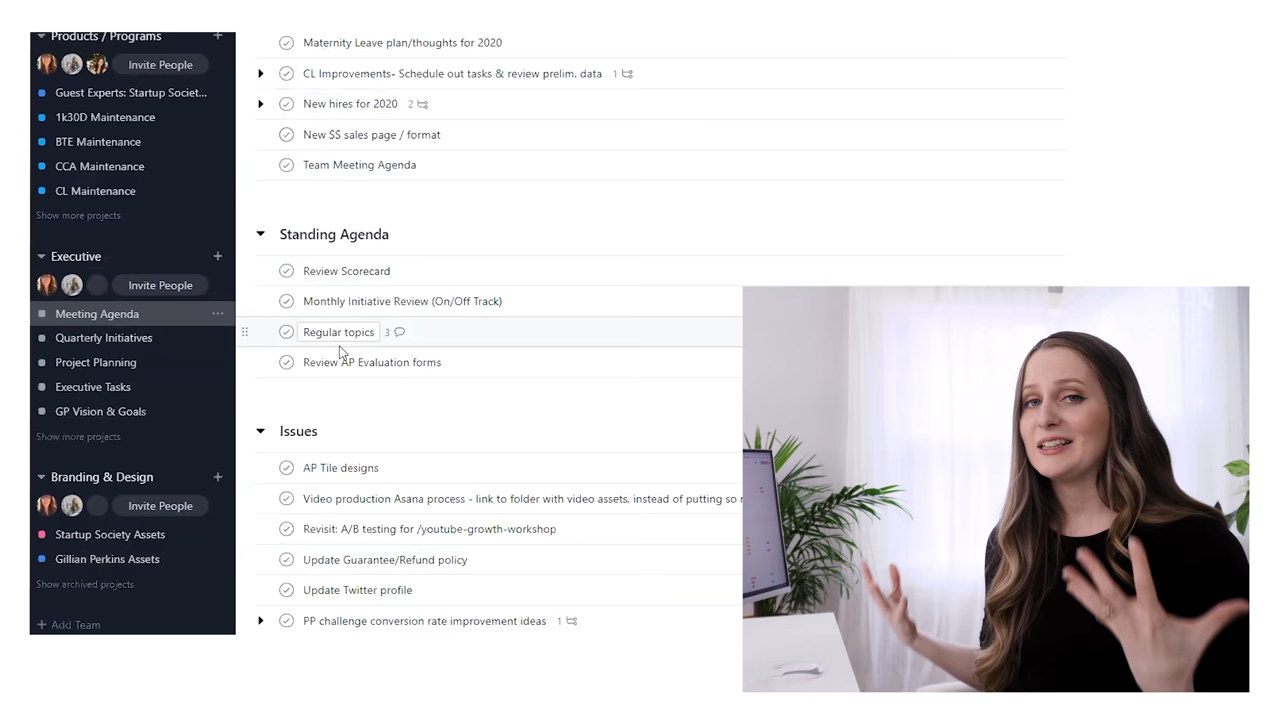 Products / Programs
Invite People
Guest Experts: Startup Societ...
1k30D Maintenance
BTE Maintenance
CCA Maintenance
CL Maintenance
Show more projects
Executive
Invite People
Meeting Agenda
Quarterly Initiatives
Project Planning
Executive Tasks
GP Vision & Goals
Show more projects
Branding & Design
Invite People
Startup Society Assets
Gillian Perkins Assets
Show archived projects
+ Add Team
Maternity Leave plan/thoughts for 2020
CL Improvements- Schedule out tasks & review prelim. data 1
New hires for 2020 2
New SS sales page / format
Team Meeting Agenda
Standing Agenda
Review Scorecard
Monthly Initiative Review (On/Off Track)
Regular topics 3
Review AP Evaluation forms
Issues
AP Tile designs
Video production Asana process - link to folder with video assets, instead of putting so
Revisit: A/B testing for /youtube-growth-workshop
Update Guarantee/Refund policy
Update Twitter profile
PP challenge conversion rate improvement ideas 1